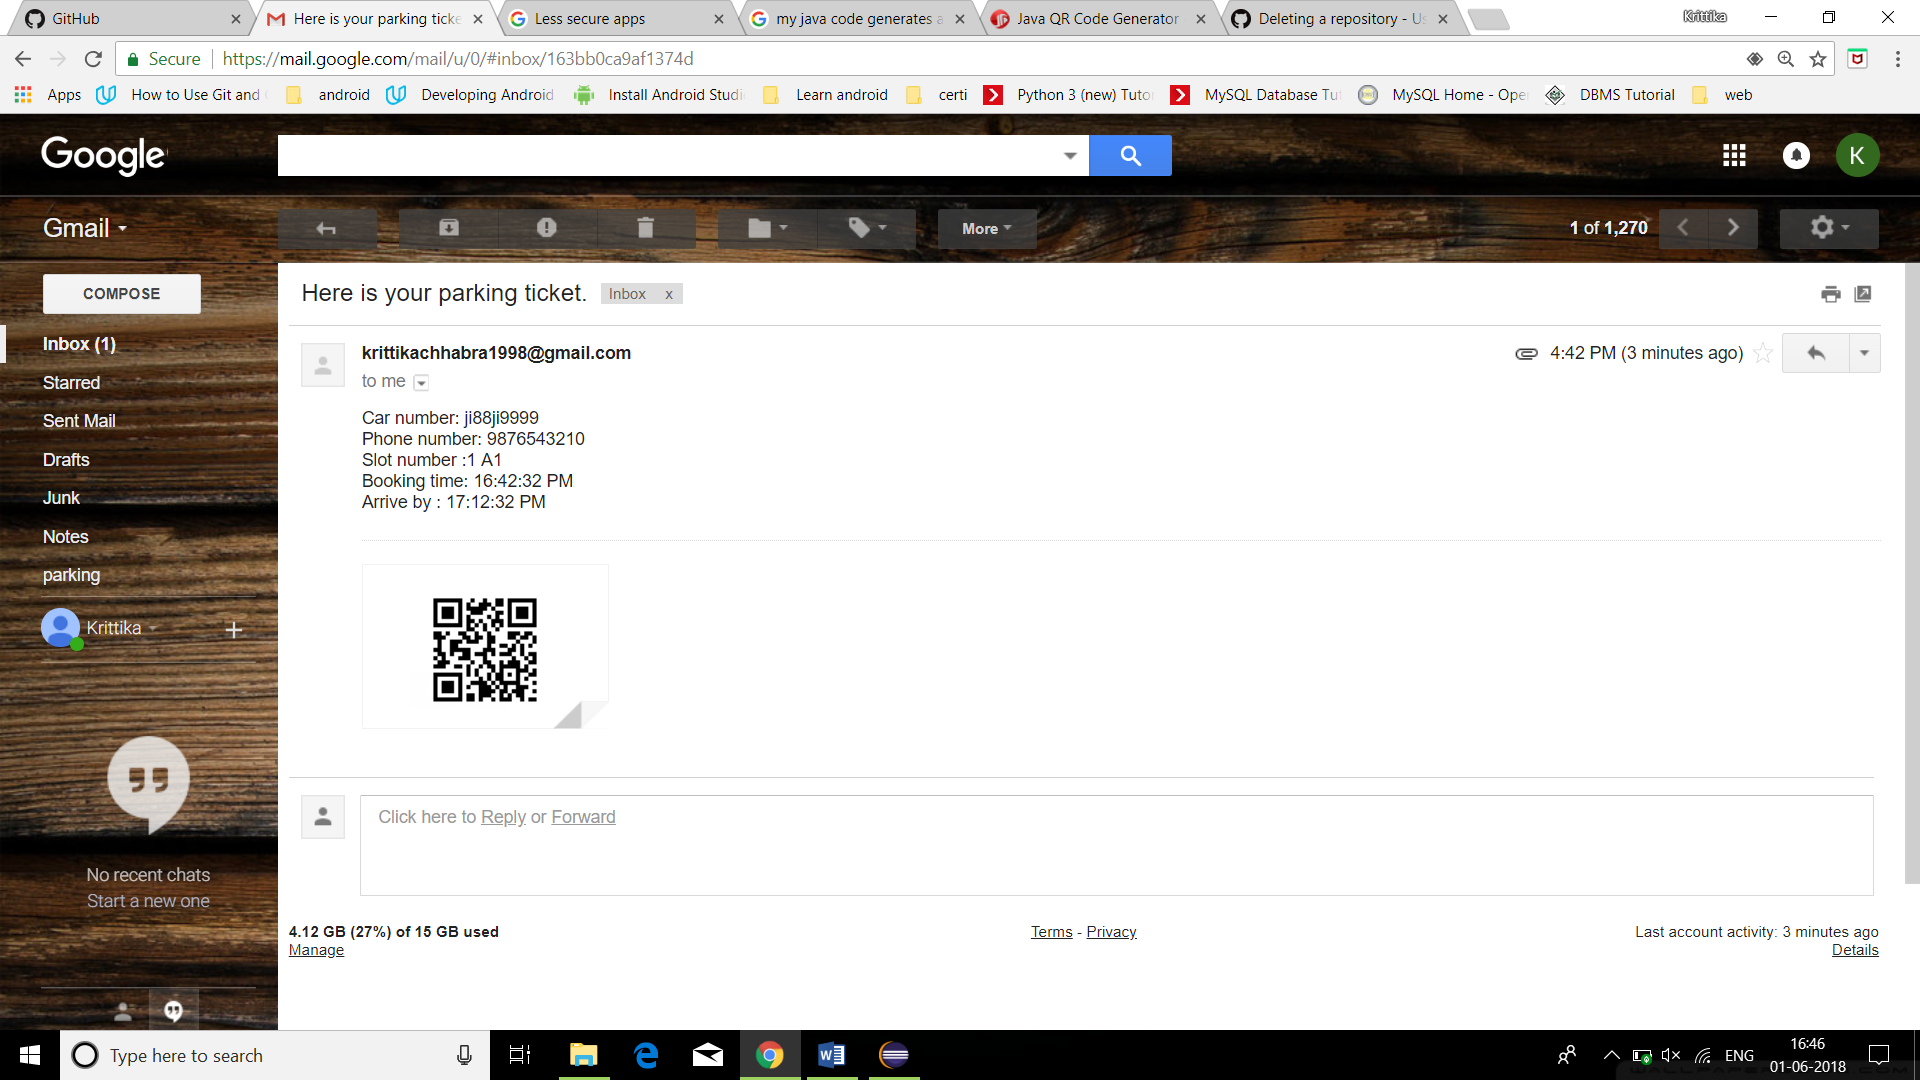 GitHub
Here is your parking ticke
Less secure apps
my java code generates a
Java QR Code Generator
Deleting a repository - Us
Krittika
Secure
https://mail.google.com/mail/u/0/#inbox/163bb0ca9af1374d
Apps
How to Use Git and
android
Developing Android
Install Android Studi
Learn android
certi
Python 3 (new) Tuto
MySQL Database Tut
MySQL Home - Ope
DBMS Tutorial
web
Google
K
Gmail
More
1 of 1,270
COMPOSE
Inbox (1)
Starred
Sent Mail
Drafts
Junk
Notes
parking
Krittika
No recent chats
Start a new one
Here is your parking ticket.
Inbox x
krittikachhabra1998@gmail.com
4:42 PM (3 minutes ago)
to me
Car number: ji88ji9999
Phone number: 9876543210
Slot number :1 A1
Booking time: 16:42:32 PM
Arrive by : 17:12:32 PM
Click here to Reply or Forward
4.12 GB (27%) of 15 GB used
Manage
Terms - Privacy
Last account activity: 3 minutes ago
Details
Type here to search
ENG
16:46
01-06-2018